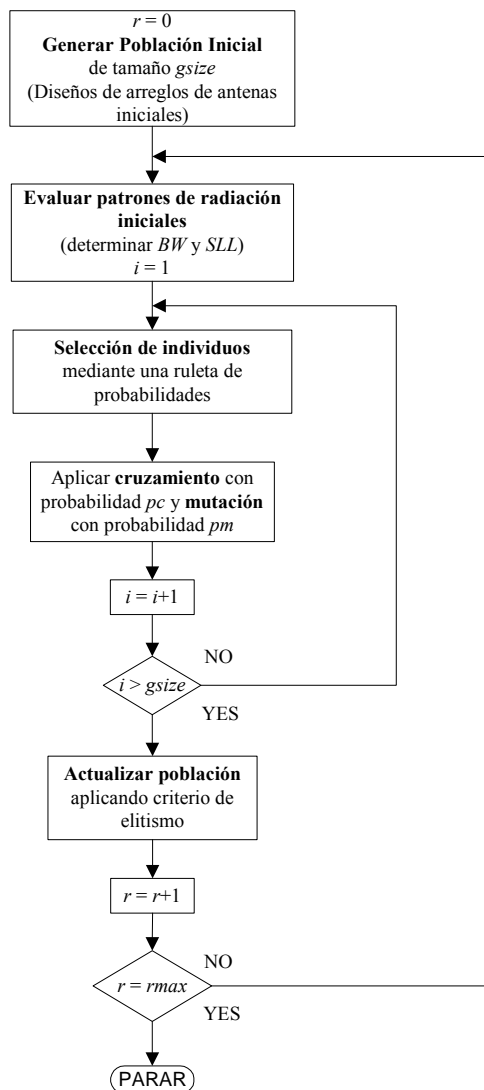 r = 0
Generar Población Inicial
de tamaño gsize
(Diseños de arreglos de antenas
iniciales)
Evaluar patrones de radiación
iniciales
(determinar BW y SLL)
i = 1
Selección de individuos
mediante una ruleta de
probabilidades
Aplicar cruzamiento con
probabilidad pc y mutación
con probabilidad pm
i = i+1
NO
i > gsize
YES
Actualizar población
aplicando criterio de
elitismo
r = r+1
NO
r = rmax
YES
PARAR